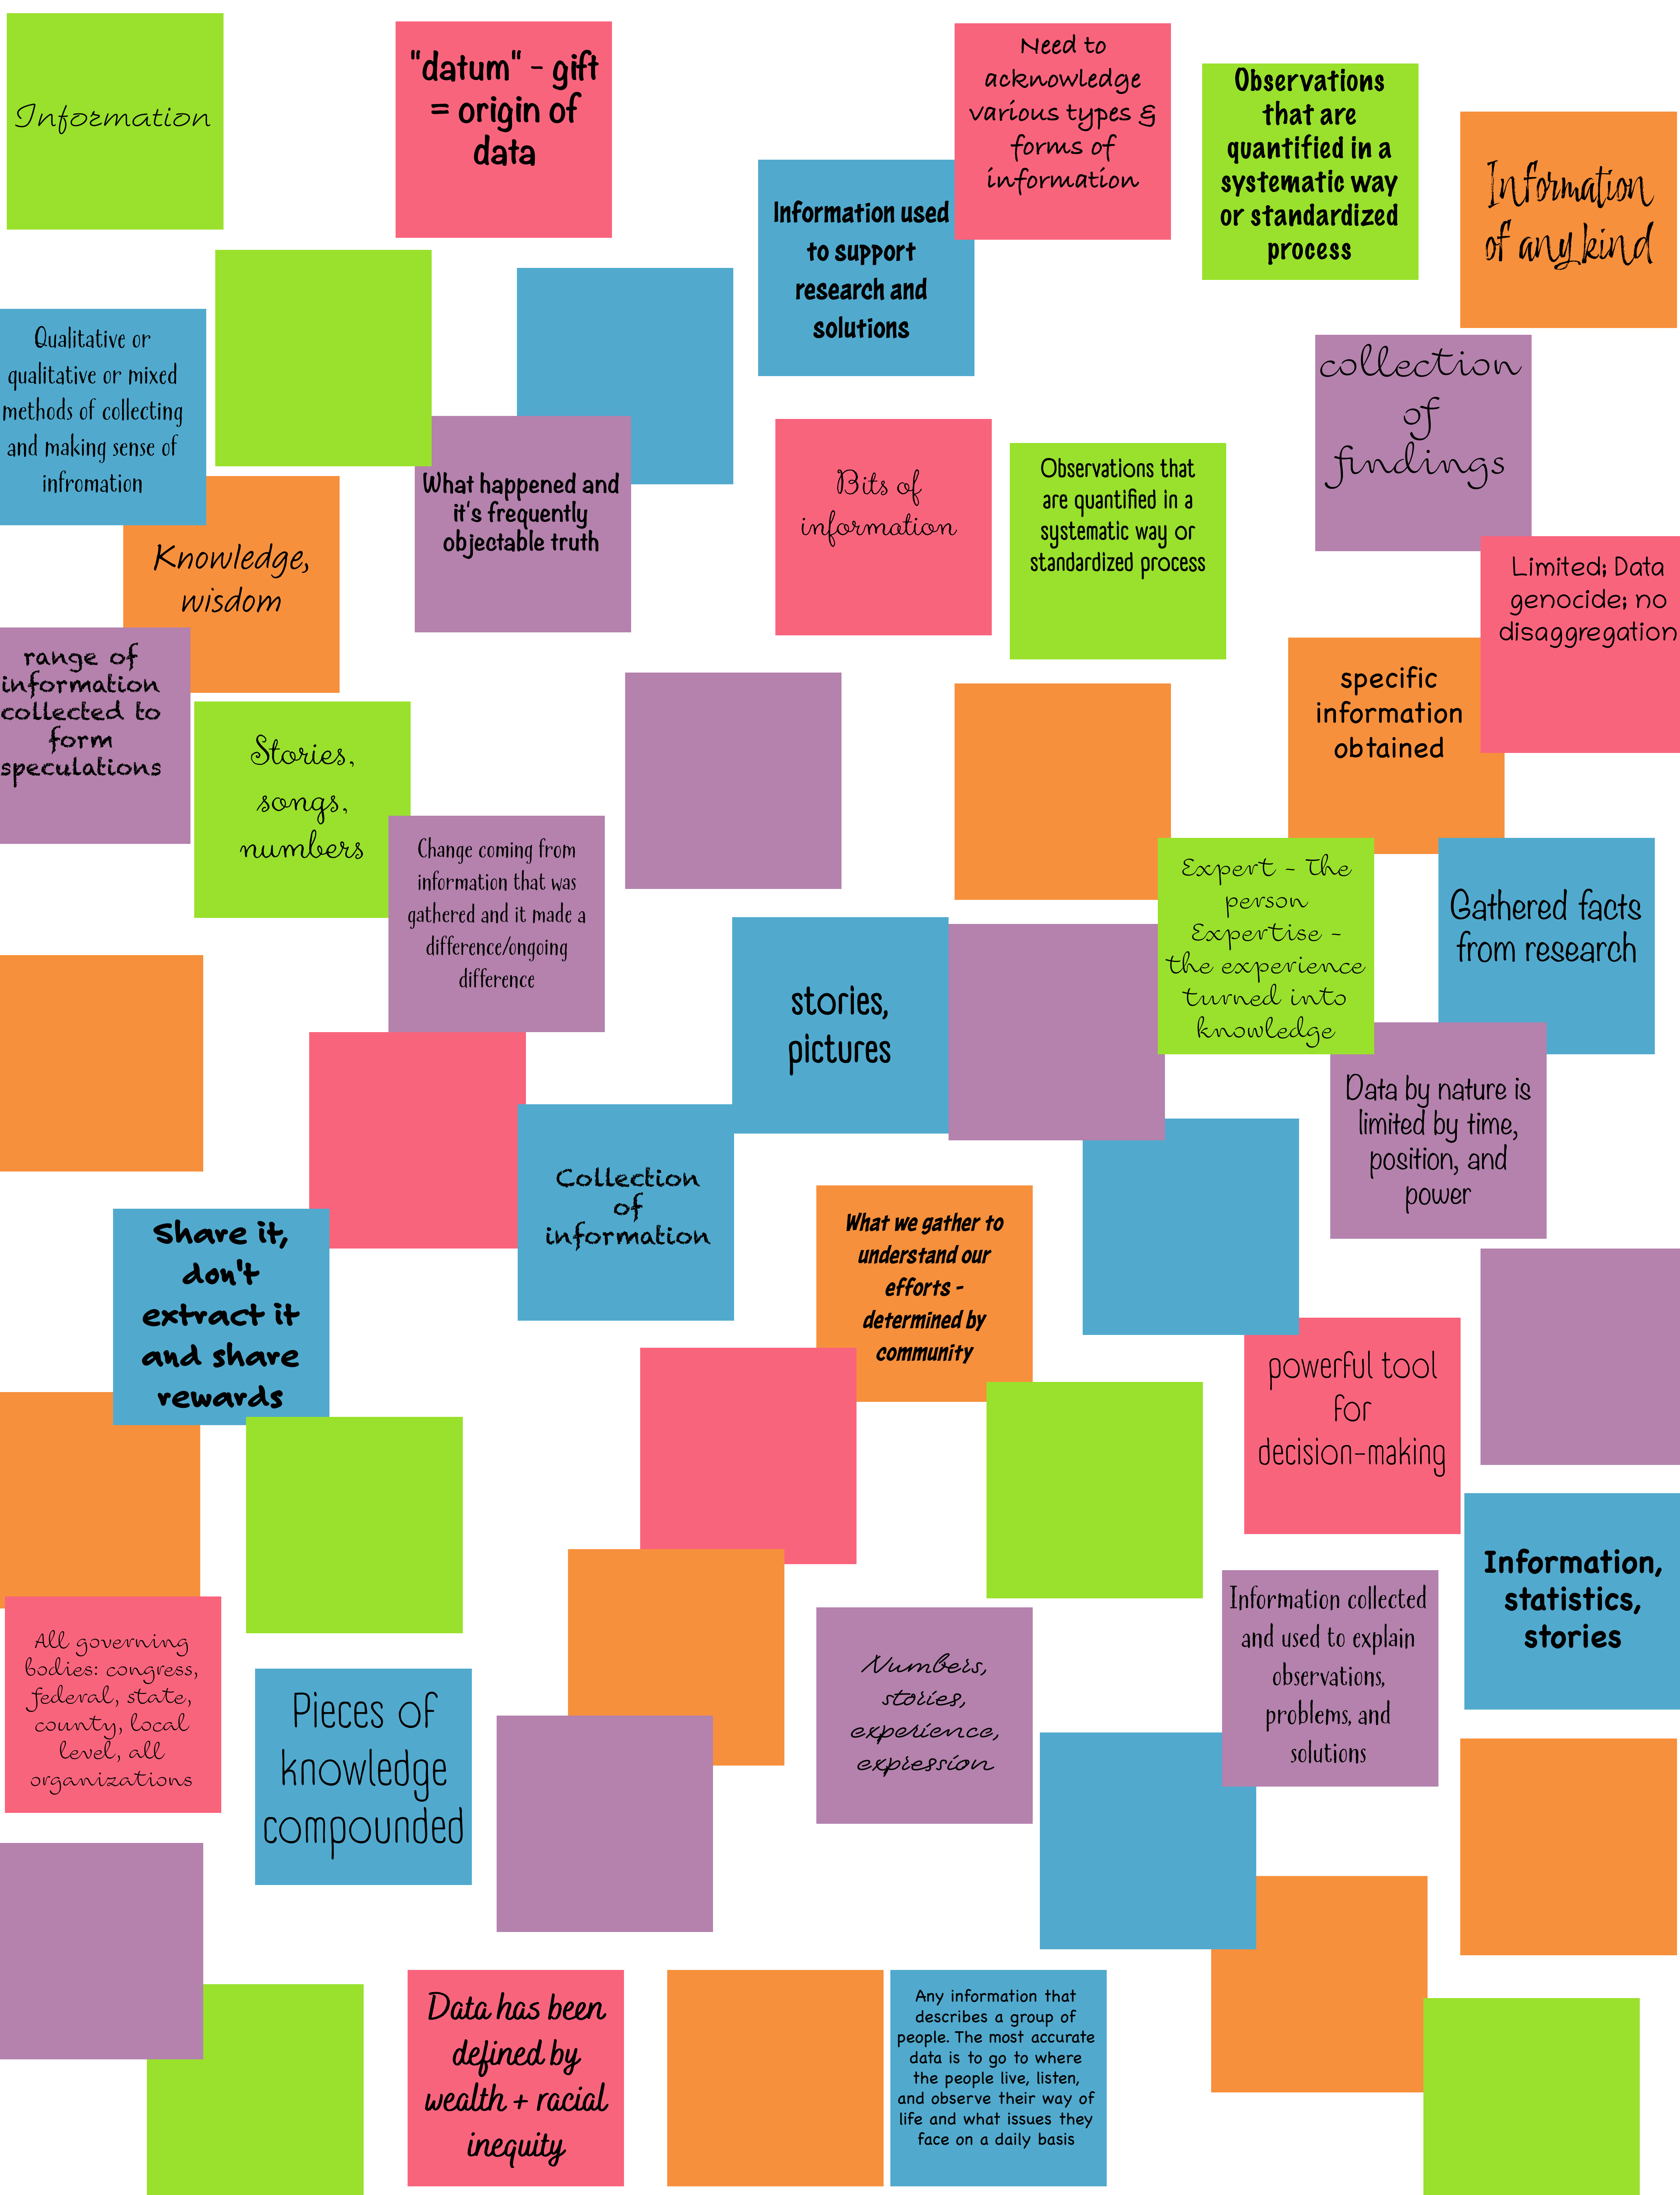 Information
"datum" - gift
= origin of
data
Need to
acknowledge
various types &
forms of
information
Observations
that are
quantified in a
systematic way
or standardized
process
Information
of any kind
Information used
to support
research and
solutions
Qualitative or
qualitative or mixed
methods of collecting
and making sense of
infromation
collection
of
findings
What happened and
it's frequently
objectable truth
Bits of
information
Observations that
are quantified in a
systematic way or
standardized process
Knowledge,
wisdom
Limited; Data
genocide; no
disaggregation
range of
information
collected to
form
speculations
specific
information
obtained
Stories,
songs,
numbers
Change coming from
information that was
gathered and it made a
difference/ongoing
difference
Expert - The
person
Expertise -
the experience
turned into
knowledge
Gathered facts
from research
stories,
pictures
Data by nature is
limited by time,
position, and
power
Collection
of
information
Share it,
don't
extract it
and share
rewards
What we gather to
understand our
efforts -
determined by
community
powerful tool
for
decision-making
Information,
statistics,
stories
Information collected
and used to explain
observations,
problems, and
solutions
All governing
bodies: congress,
federal, state,
county, local
level, all
organizations
Pieces of
knowledge
compounded
Numbers,
stories,
experience,
expression
Data has been
defined by
wealth + racial
inequity
Any information that
describes a group of
people. The most accurate
data is to go to where
the people live, listen,
and observe their way of
life and what issues they
face on a daily basis